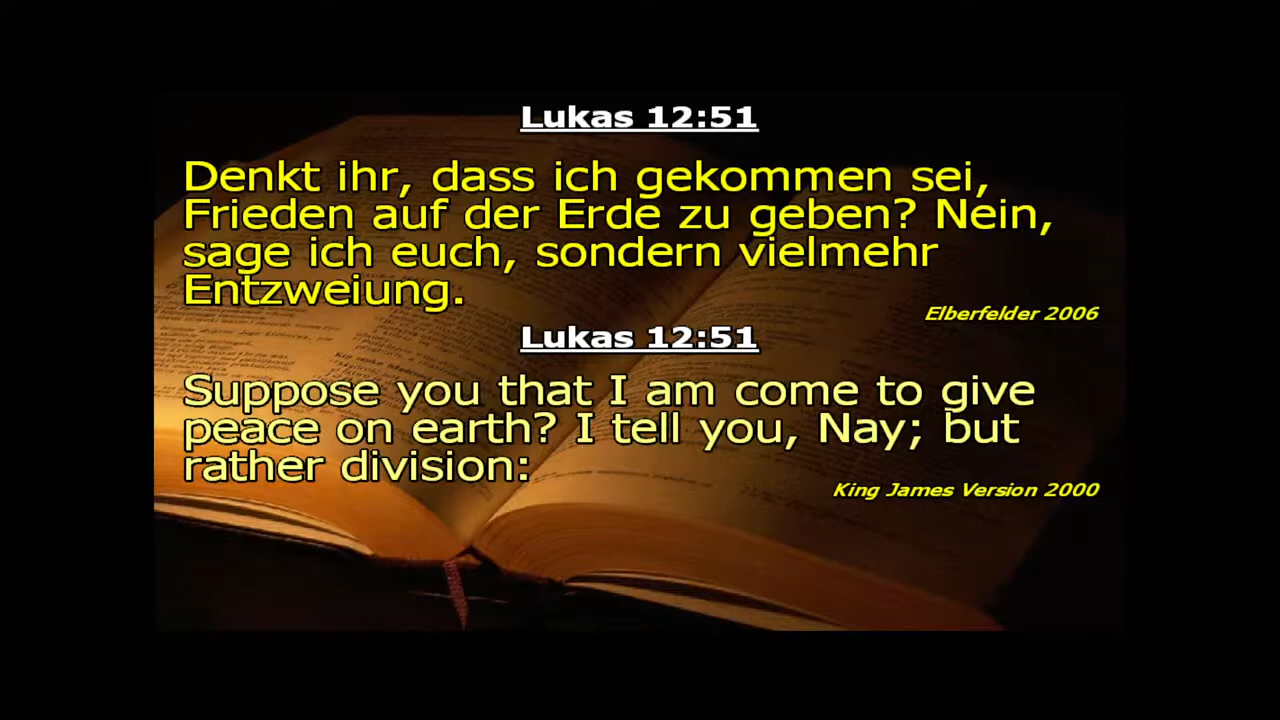 Lukas 12:51
Denkt ihr, dass ich gekommen sei,
Frieden auf der Erde zu geben? Nein,
sage ich euch, sondern vielmehr
Entzweiung.
Elberfelder 2006
Lukas 12:51
Suppose you that I am come to give
peace on earth? I tell you, Nay; but
rather division:
King James Version 2000